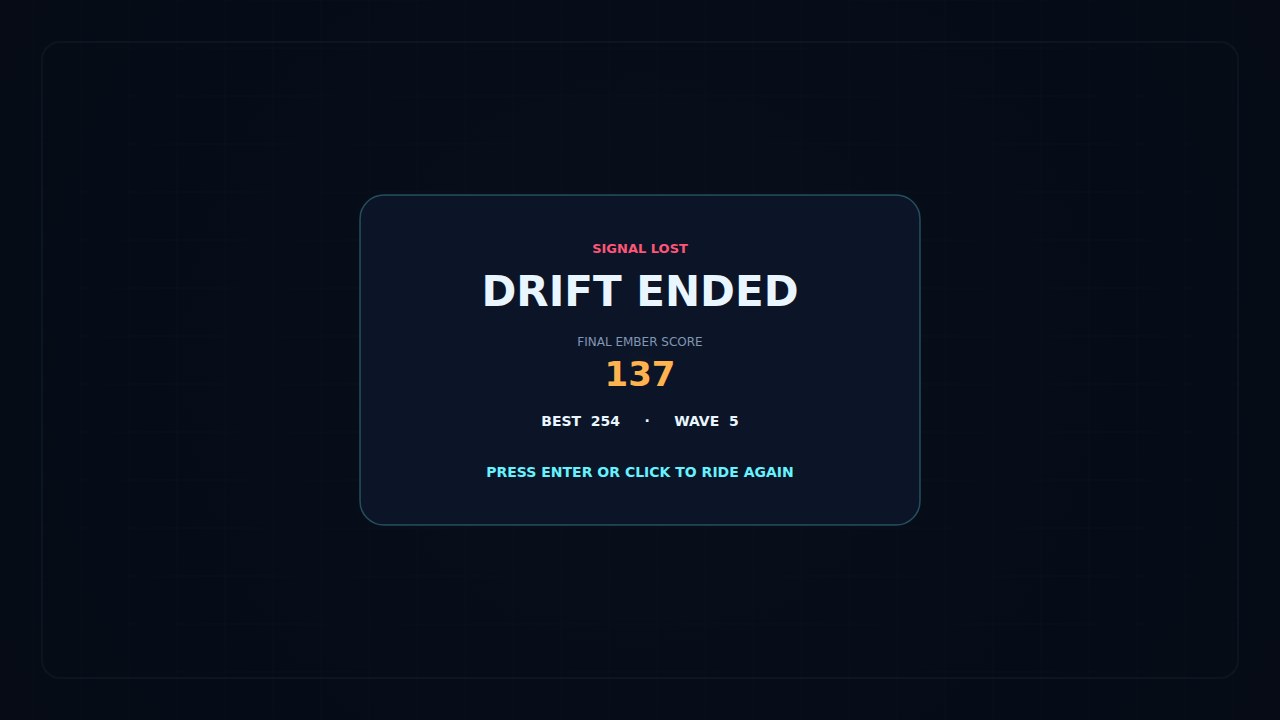 SIGNAL LOST
DRIFT ENDED
FINAL EMBER SCORE
137
BEST 254 · WAVE 5
PRESS ENTER OR CLICK TO RIDE AGAIN